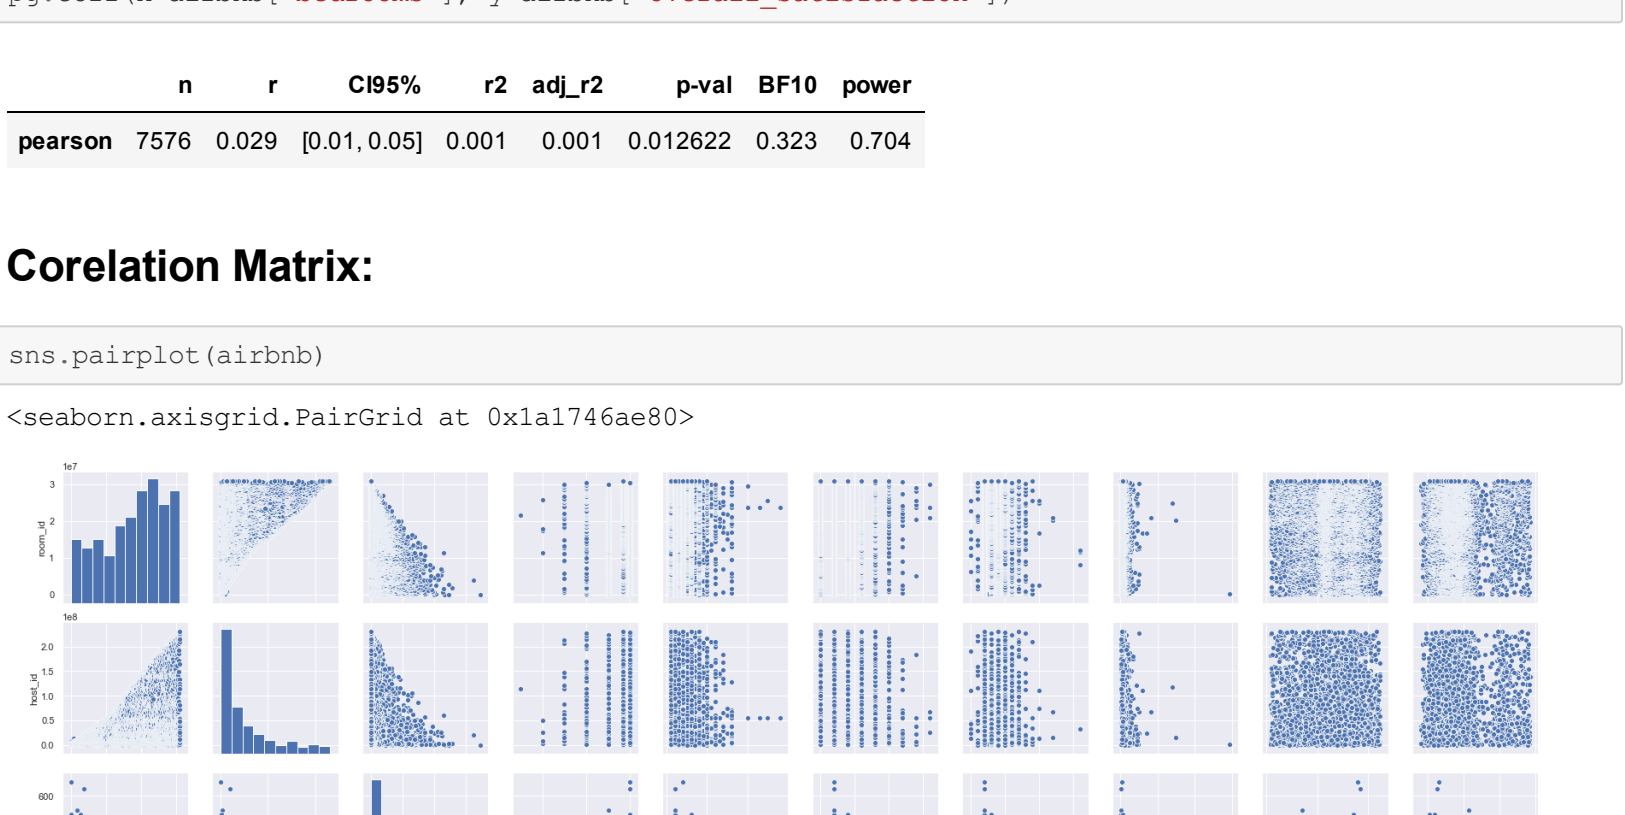 n r CI95% r2 adj_r2 p-val BF10 power
pearson 7576 0.029 [0.01, 0.05] 0.001 0.001 0.012622 0.323 0.704
Corelation Matrix:
sns.pairplot(airbnb)
<seaborn.axisgrid.PairGrid at 0x1a1746ae80>
1e7
3
2
room_id
1
0
1e8
2.0
1.5
host_id
1.0
0.5
0.0
600